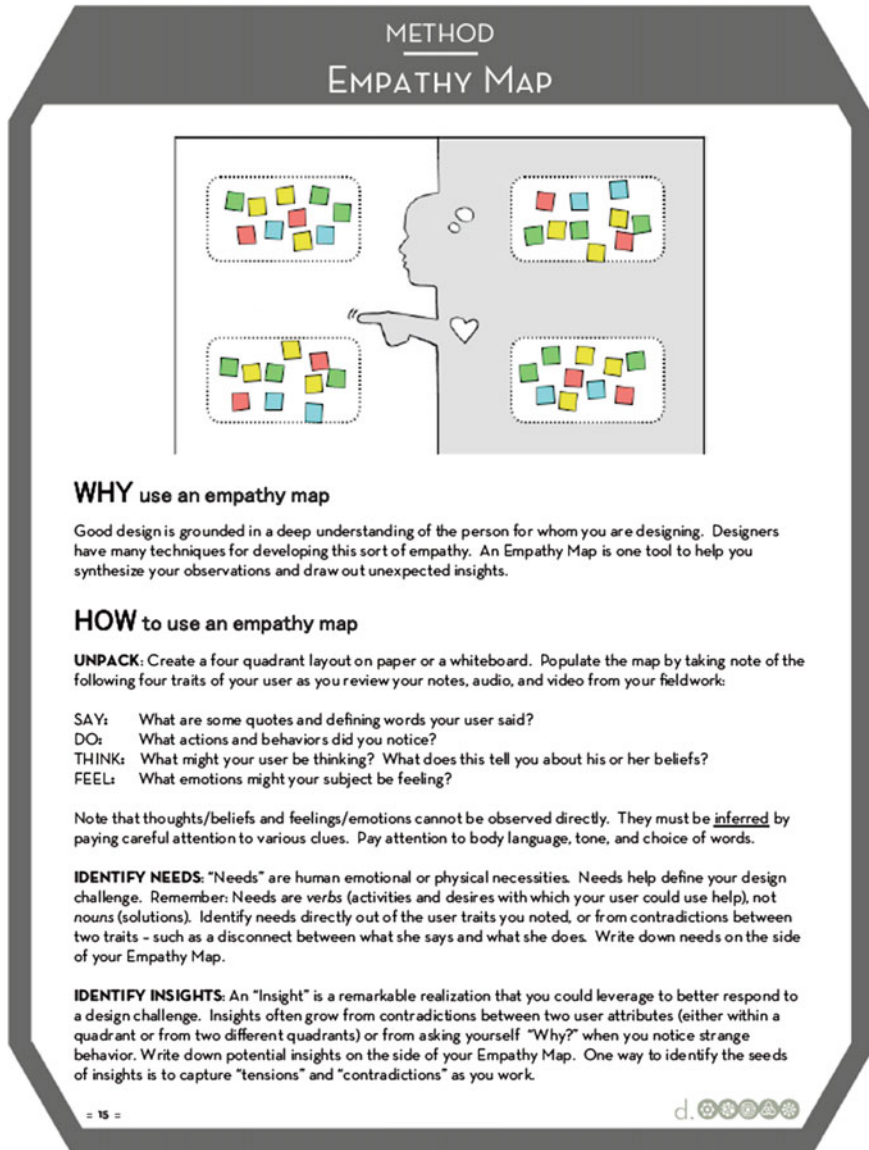 METHOD
EMPATHY MAP
WHY use an empathy map
Good design is grounded in a deep understanding of the person for whom you are designing. Designers
have many techniques for developing this sort of empathy. An Empathy Map is one tool to help you
synthesize your observations and draw out unexpected insights.
HOW to use an empathy map
UNPACK: Create a four quadrant layout on paper or a whiteboard. Populate the map by taking note of the
following four traits of your user as you review your notes, audio, and video from your fieldwork:
SAY: What are some quotes and defining words your user said?
DO: What actions and behaviors did you notice?
THINK: What might your user be thinking? What does this tell you about his or her beliefs?
FEEL: What emotions might your subject be feeling?
Note that thoughts/beliefs and feelings/emotions cannot be observed directly. They must be inferred by
paying careful attention to various clues. Pay attention to body language, tone, and choice of words.
IDENTIFY NEEDS: "Needs" are human emotional or physical necessities. Needs help define your design
challenge. Remember: Needs are verbs (activities and desires with which your user could use help), not
nouns (solutions). Identify needs directly out of the user traits you noted, or from contradictions between
two traits – such as a disconnect between what she says and what she does. Write down needs on the side
of your Empathy Map.
IDENTIFY INSIGHTS: An "Insight" is a remarkable realization that you could leverage to better respond to
a design challenge. Insights often grow from contradictions between two user attributes (either within a
quadrant or from two different quadrants) or from asking yourself "Why?" when you notice strange
behavior. Write down potential insights on the side of your Empathy Map. One way to identify the seeds
of insights is to capture "tensions" and "contradictions" as you work.
= 15 =
d.